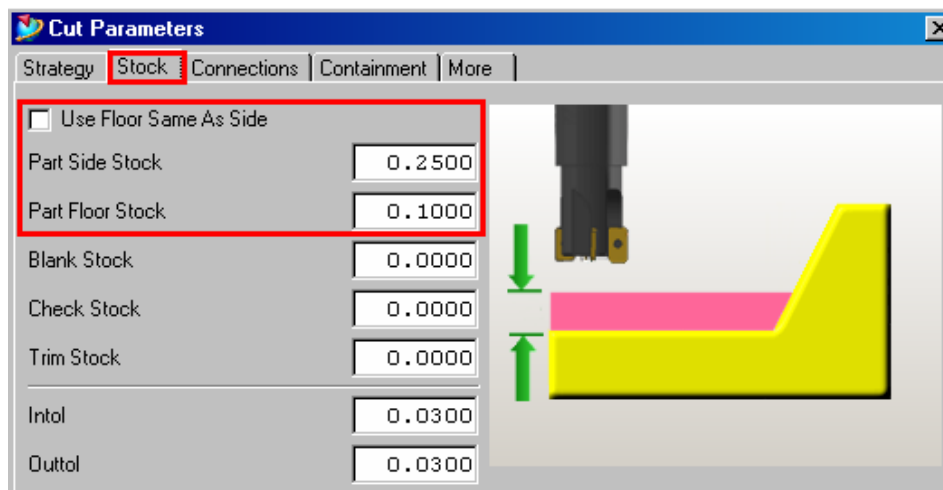 Cut Parameters
Strategy Stock Connections Containment More
Use Floor Same As Side
Part Side Stock 0.2500
Part Floor Stock 0.1000
Blank Stock 0.0000
Check Stock 0.0000
Trim Stock 0.0000
Intol 0.0300
Outtol 0.0300